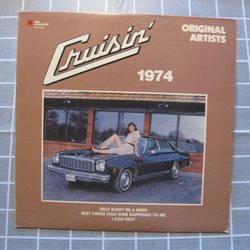 Cruisin'
ORIGINAL
ARTISTS
1974
BILLY DON'T BE A HERO
BEST THING THAT EVER HAPPENED TO ME
I CAN HELP